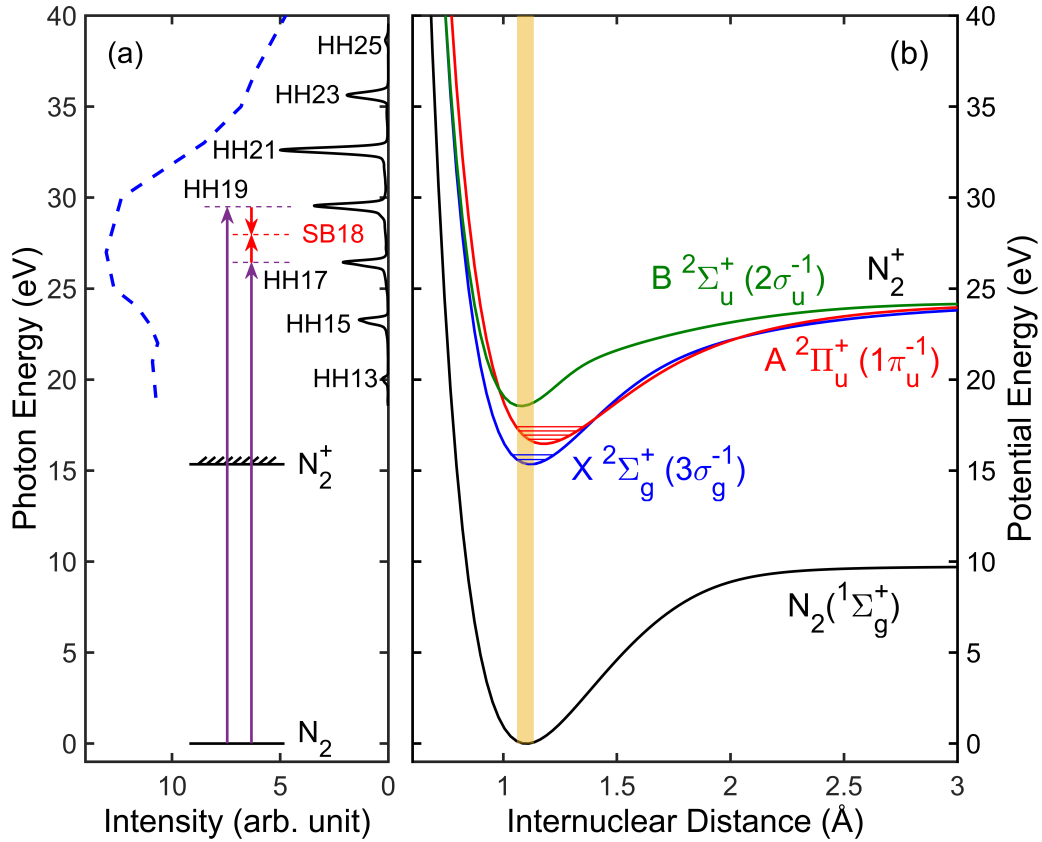 (a)
(b)
40
35
30
25
20
15
10
5
0
Photon Energy (eV)
HH25
HH23
HH21
HH19
SB18
HH17
HH15
HH13
N₂⁺
N₂
10
5
0
Intensity (arb. unit)
B ²Σᵤ⁺ (2σᵤ⁻¹)
N₂⁺
A ²Πᵤ⁺ (1πᵤ⁻¹)
X ²Σ_g⁺ (3σ_g⁻¹)
N₂(¹Σ_g⁺)
1
1.5
2
2.5
3
Internuclear Distance (Å)
40
35
30
25
20
15
10
5
0
Potential Energy (eV)